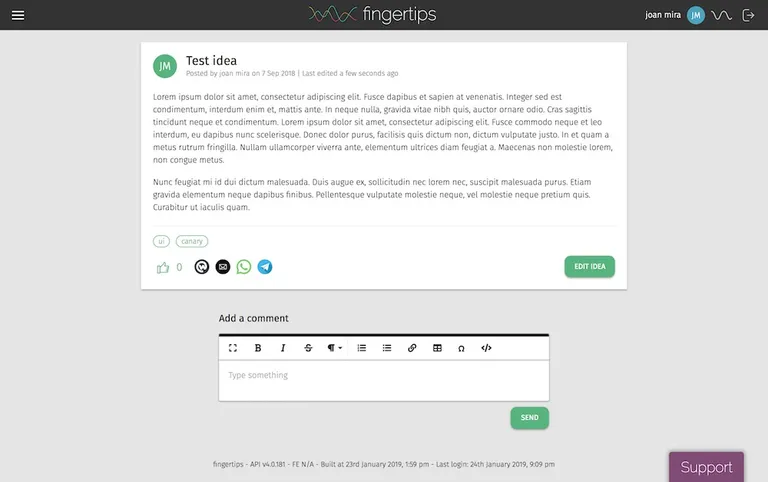 fingertips
joan mira JM
JM
Test idea
Posted by joan mira on 7 Sep 2018 | Last edited a few seconds ago
Lorem ipsum dolor sit amet, consectetur adipiscing elit. Fusce dapibus et sapien at venenatis. Integer sed est
condimentum, interdum enim et, mattis ante. In neque nulla, gravida vitae nibh quis, auctor ornare odio. Cras sagittis
tincidunt neque et condimentum. Lorem ipsum dolor sit amet, consectetur adipiscing elit. Fusce commodo neque et leo
interdum, eu dapibus nunc scelerisque. Donec dolor purus, facilisis quis dictum non, dictum vulputate justo. In et quam a
metus rutrum fringilla. Nullam ullamcorper viverra ante, elementum ultrices diam feugiat a. Maecenas non molestie lorem,
non congue metus.
Nunc feugiat mi id dui dictum malesuada. Duis augue ex, sollicitudin nec lorem nec, suscipit malesuada purus. Etiam
gravida elementum neque dapibus finibus. Pellentesque vulputate molestie neque, vel molestie neque pretium quis.
Curabitur ut iaculis quam.
ui canary
0
EDIT IDEA
Add a comment
B I S ¶ Ω </>
Type something
SEND
fingertips - API v4.0.181 - FE N/A - Built at 23rd January 2019, 1:59 pm - Last login: 24th January 2019, 9:09 pm
Support